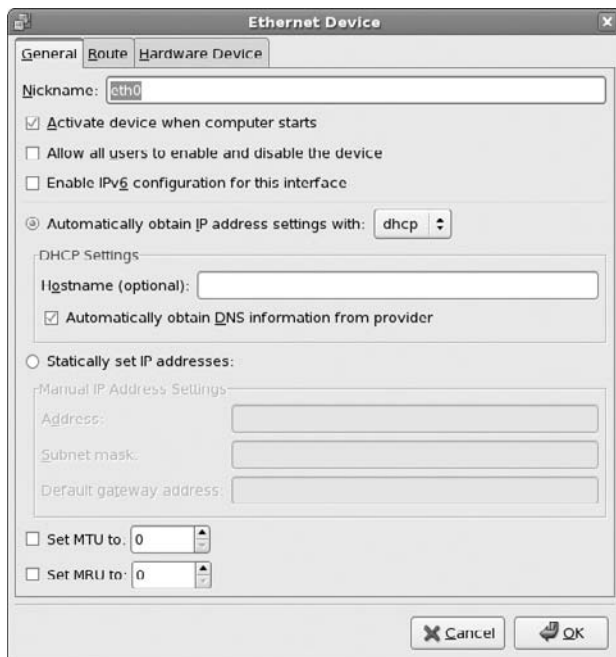 Ethernet Device
General Route Hardware Device
Nickname: eth0
Activate device when computer starts
Allow all users to enable and disable the device
Enable IPv6 configuration for this interface
Automatically obtain IP address settings with: dhcp
DHCP Settings
Hostname (optional):
Automatically obtain DNS information from provider
Statically set IP addresses:
Manual IP Address Settings
Address:
Subnet mask:
Default gateway address:
Set MTU to: 0
Set MRU to: 0
Cancel OK